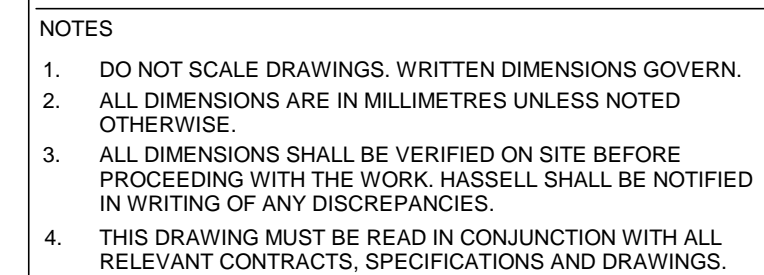 NOTES
1. DO NOT SCALE DRAWINGS. WRITTEN DIMENSIONS GOVERN.
2. ALL DIMENSIONS ARE IN MILLIMETRES UNLESS NOTED
OTHERWISE.
3. ALL DIMENSIONS SHALL BE VERIFIED ON SITE BEFORE
PROCEEDING WITH THE WORK. HASSELL SHALL BE NOTIFIED
IN WRITING OF ANY DISCREPANCIES.
4. THIS DRAWING MUST BE READ IN CONJUNCTION WITH ALL
RELEVANT CONTRACTS, SPECIFICATIONS AND DRAWINGS.